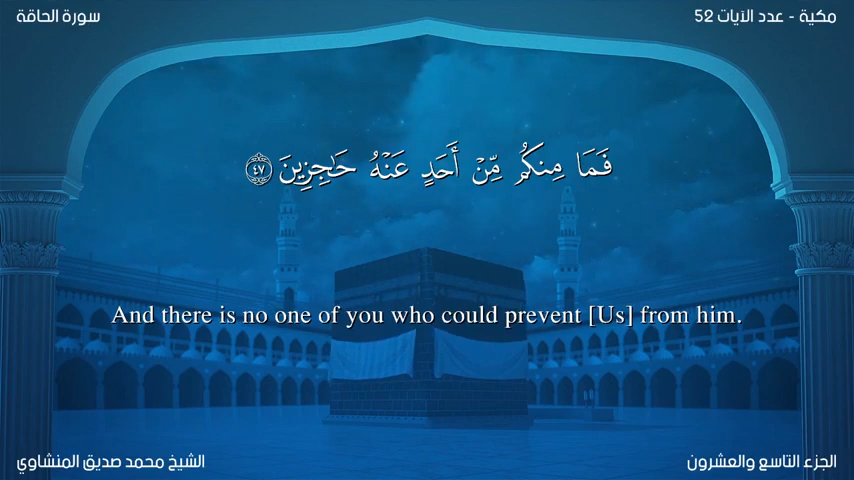 سورة الحاقة
مكية - عدد الآيات 52
فَمَا مِنكُم مِّنْ أَحَدٍ عَنْهُ حَٰجِزِينَ ٤٧
And there is no one of you who could prevent [Us] from him.
الشيخ محمد صديق المنشاوي
الجزء التاسع والعشرون